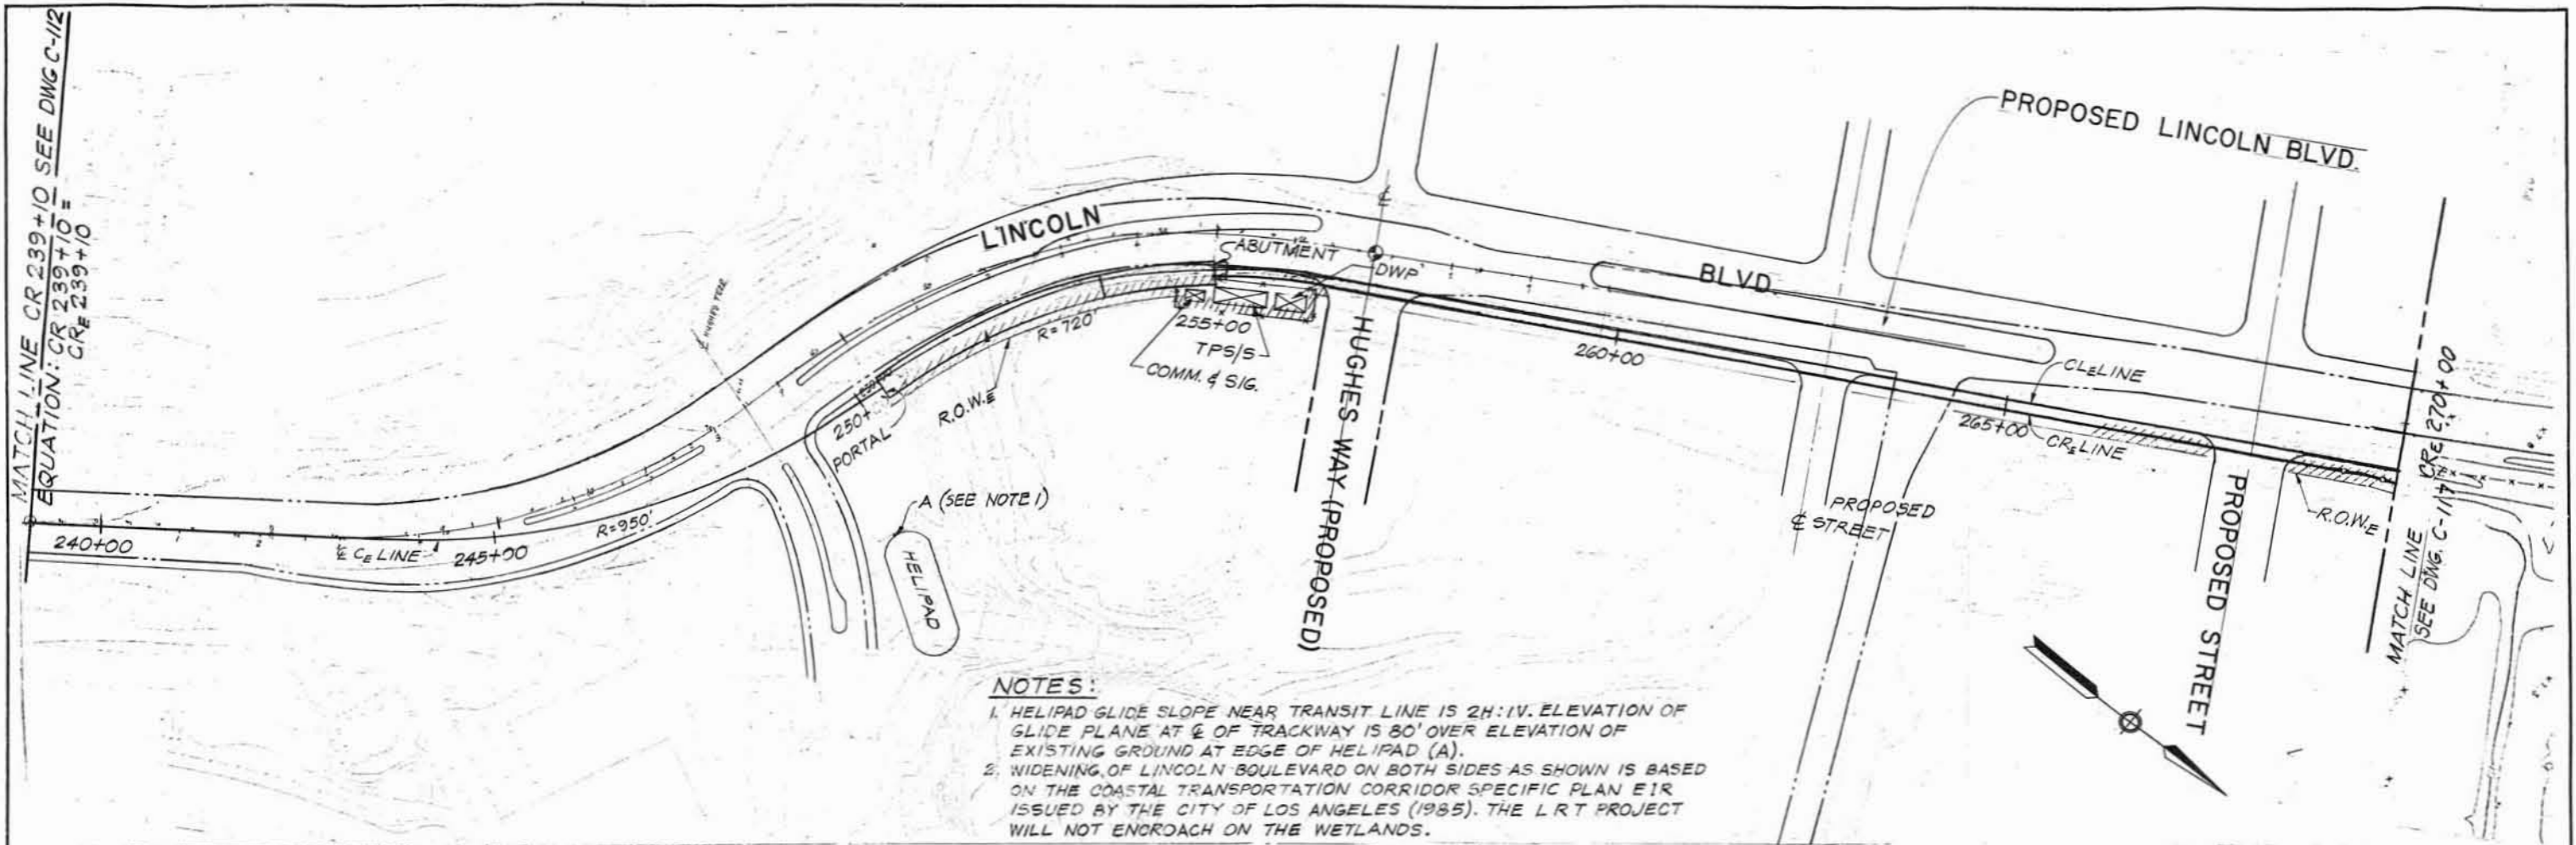 MATCH LINE CR 239+10 SEE DWG C-112
EQUATION: CR 239+10 =
CRE 239+10
240+00
℄ CE LINE
245+00
R=950'
LINCOLN
BLVD.
PROPOSED LINCOLN BLVD.
℄
ABUTMENT
DWP
250+
PORTAL
R.O.W.E
R=720'
255+00
TPS/S
COMM. & SIG.
A (SEE NOTE 1)
HELIPAD
HUGHES WAY (PROPOSED)
260+00
CLE LINE
265+00
CRE LINE
PROPOSED
℄ STREET
PROPOSED STREET
R.O.W.E
MATCH LINE CRE 270+00
SEE DWG. C-117
NOTES:
1. HELIPAD GLIDE SLOPE NEAR TRANSIT LINE IS 2H:1V. ELEVATION OF
GLIDE PLANE AT ℄ OF TRACKWAY IS 80' OVER ELEVATION OF
EXISTING GROUND AT EDGE OF HELIPAD (A).
2. WIDENING OF LINCOLN BOULEVARD ON BOTH SIDES AS SHOWN IS BASED
ON THE COASTAL TRANSPORTATION CORRIDOR SPECIFIC PLAN EIR
ISSUED BY THE CITY OF LOS ANGELES (1985). THE LRT PROJECT
WILL NOT ENCROACH ON THE WETLANDS.